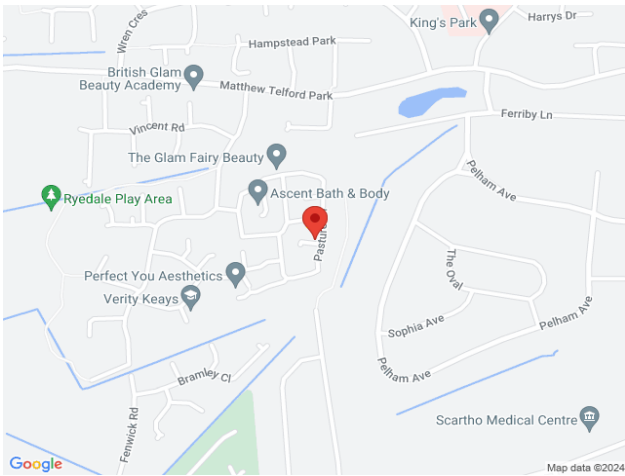 King's Park
Harrys Dr
Wren Cres
Hampstead Park
British Glam
Beauty Academy
Matthew Telford Park
Ferriby Ln
Vincent Rd
The Glam Fairy Beauty
Pelham Ave
Ryedale Play Area
Ascent Bath & Body
Perfect You Aesthetics
The Oval
Verity Keays
Sophia Ave
Pelham Ave
Pelham Ave
Bramley Cl
Fenwick Rd
Scartho Medical Centre
Google
Map data ©2024